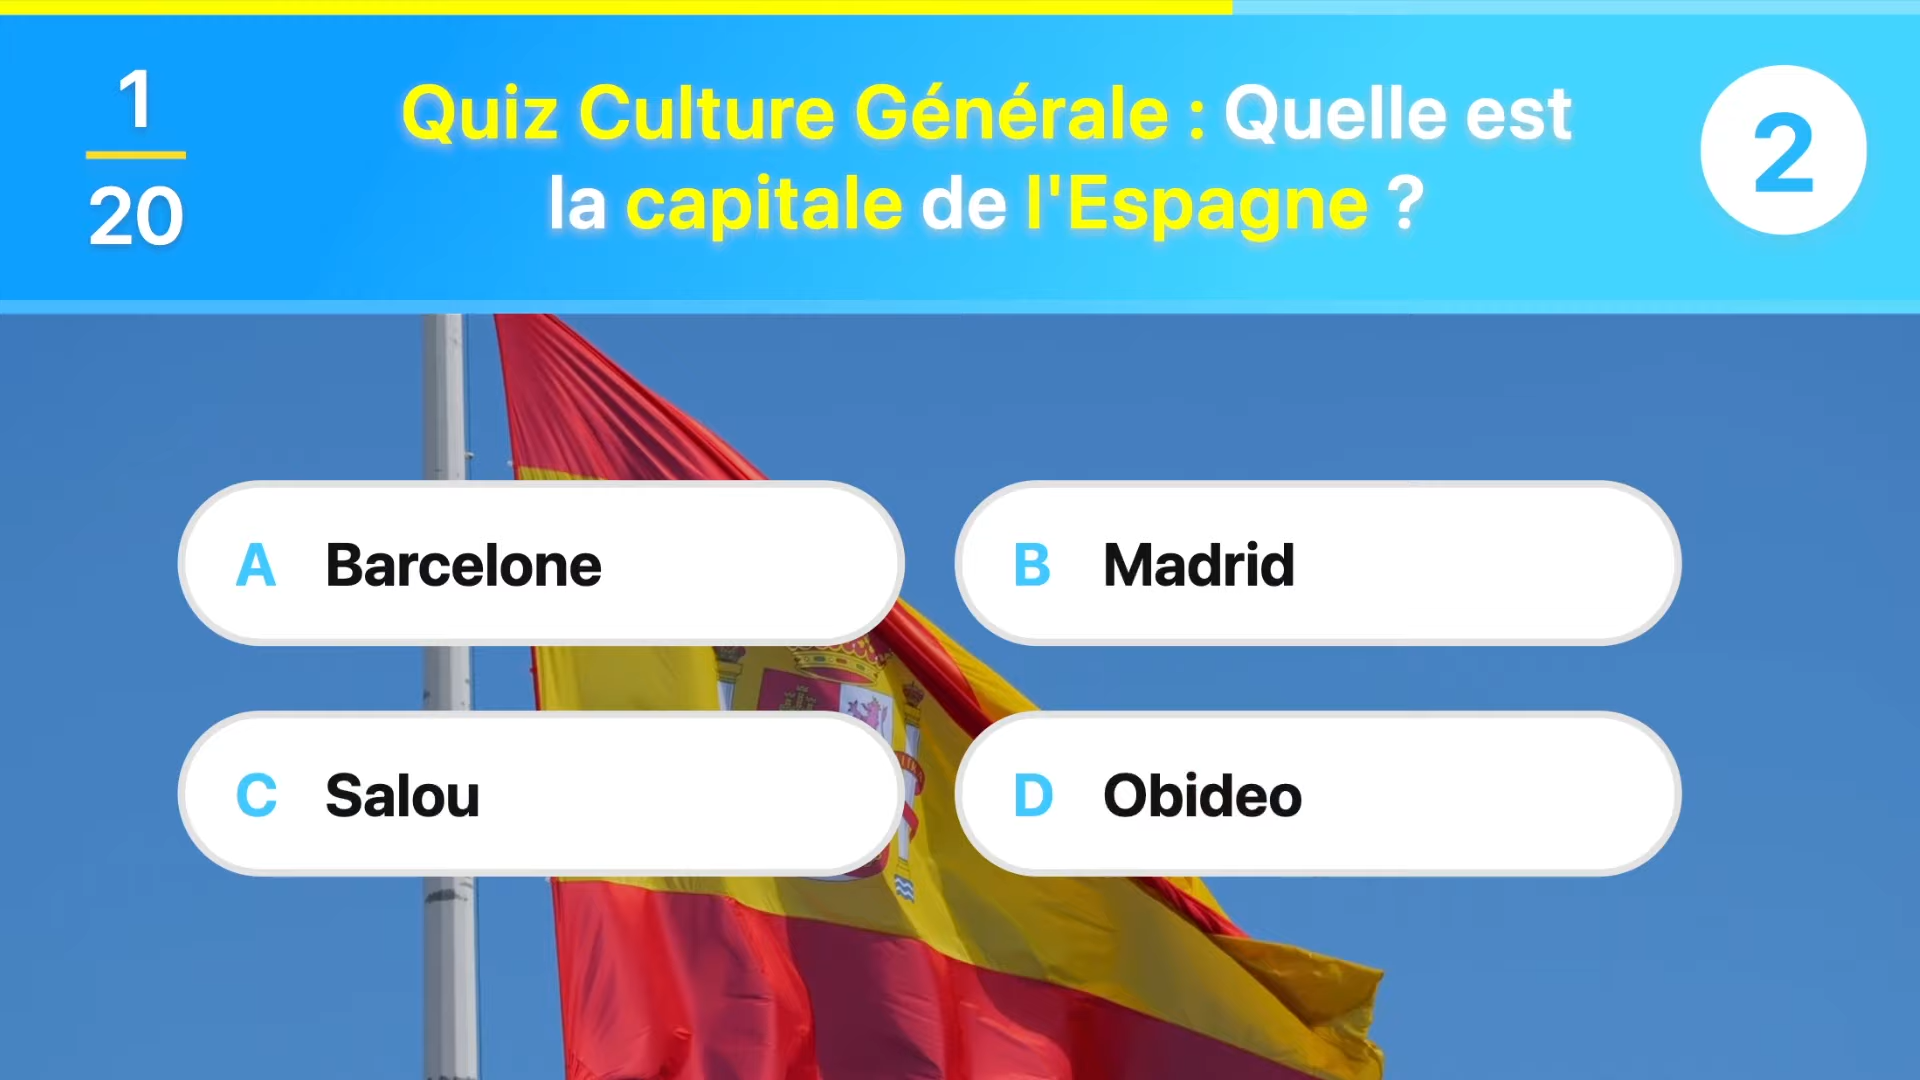 1
20
Quiz Culture Générale : Quelle est
la capitale de l'Espagne ?
2
A Barcelone
B Madrid
C Salou
D Obideo